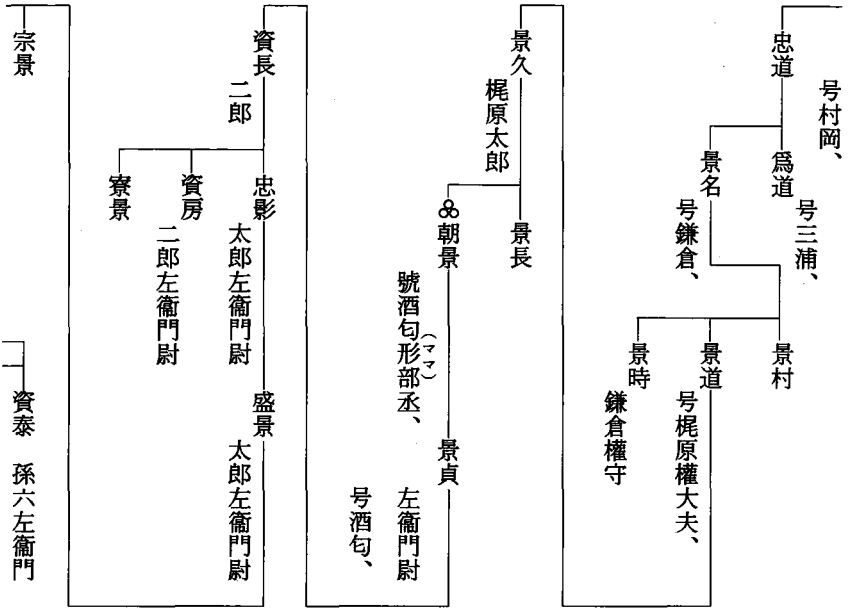 忠道
号村岡、
爲道
号三浦、
景名
号鎌倉、
景村
景道
号梶原權大夫、
景時
鎌倉權守
景久
梶原太郎
景長
朝景
號酒匂形部丞、
(ママ)
景貞
左衞門尉
号酒匂、
資長
二郎
忠影
太郎左衞門尉
資房
二郎左衞門尉
寮景
盛景
太郎左衞門尉
宗景
資泰 孫六左衞門